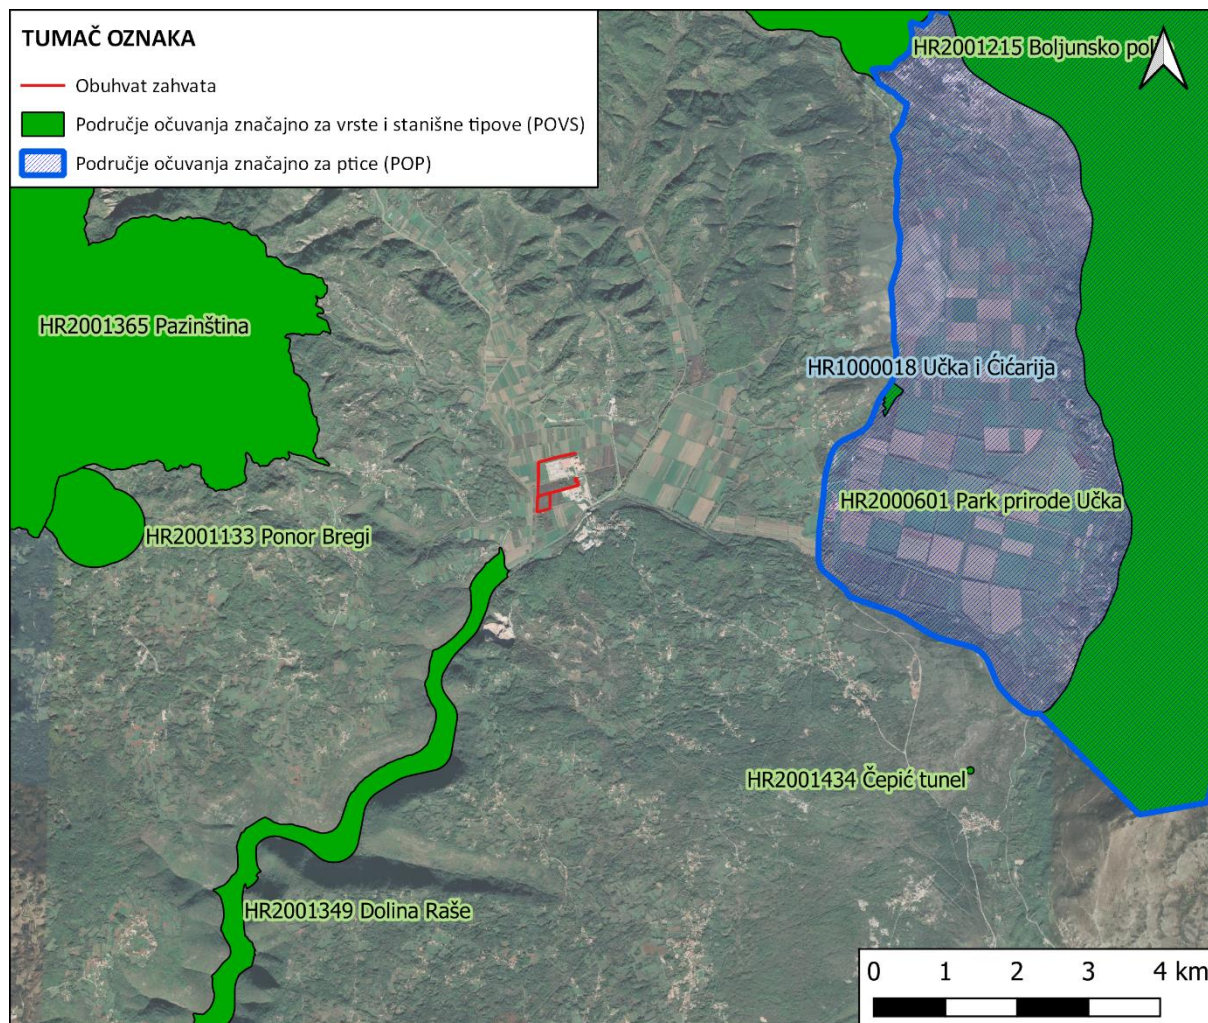 TUMAČ OZNAKA
Obuhvat zahvata
Područje očuvanja značajno za vrste i stanišne tipove (POVS)
Područje očuvanja značajno za ptice (POP)
HR2001215 Boljunsko
HR2001365 Pazinština
HR1000018 Učka i Ćićarija
HR2000601 Park prirode Učka
HR2001133 Ponor Bregi
HR2001434 Čepić tunel
HR2001349 Dolina Raše
0 1 2 3 4 km